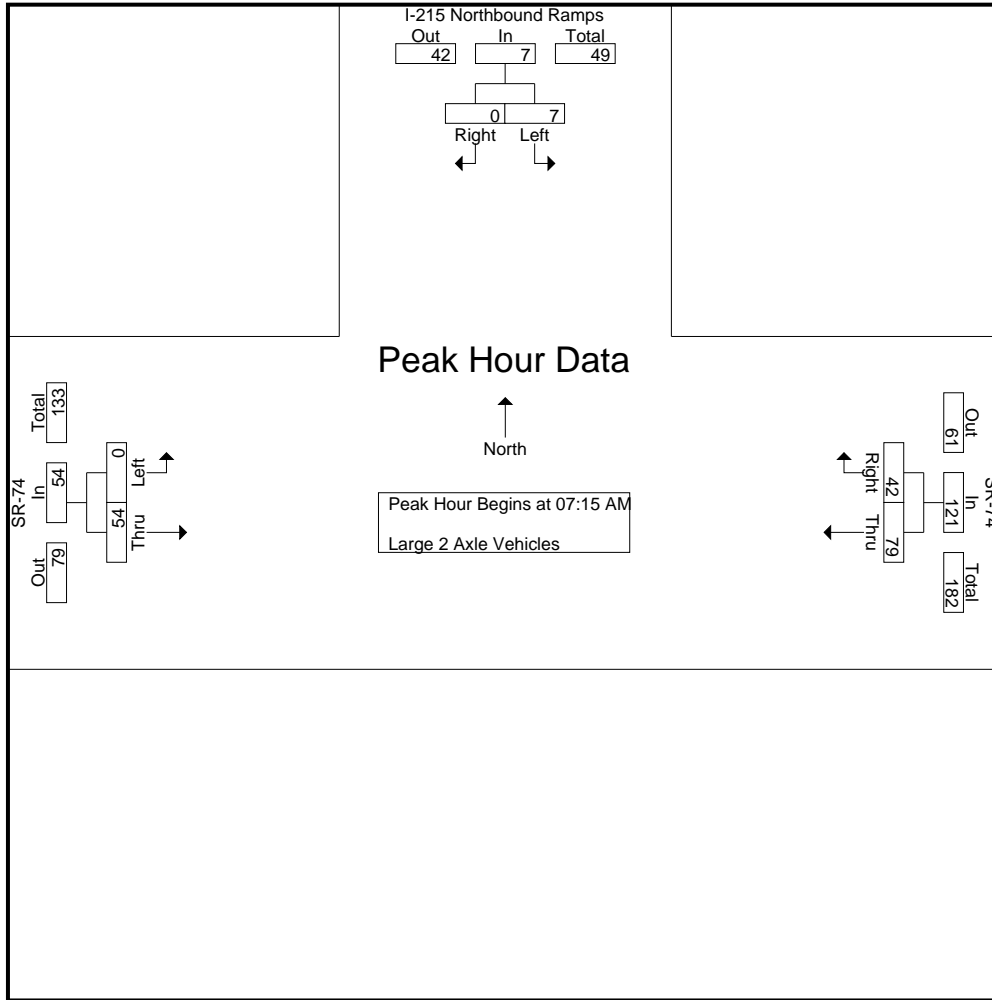 I-215 Northbound Ramps
Out In Total
42 7 49
0 7
Right Left
Peak Hour Data
North
Peak Hour Begins at 07:15 AM
Large 2 Axle Vehicles
SR-74
Total In Out
133 54 79
0 54
Left Thru
Right Thru
42 79
Out In Total
61 121 182
SR-74